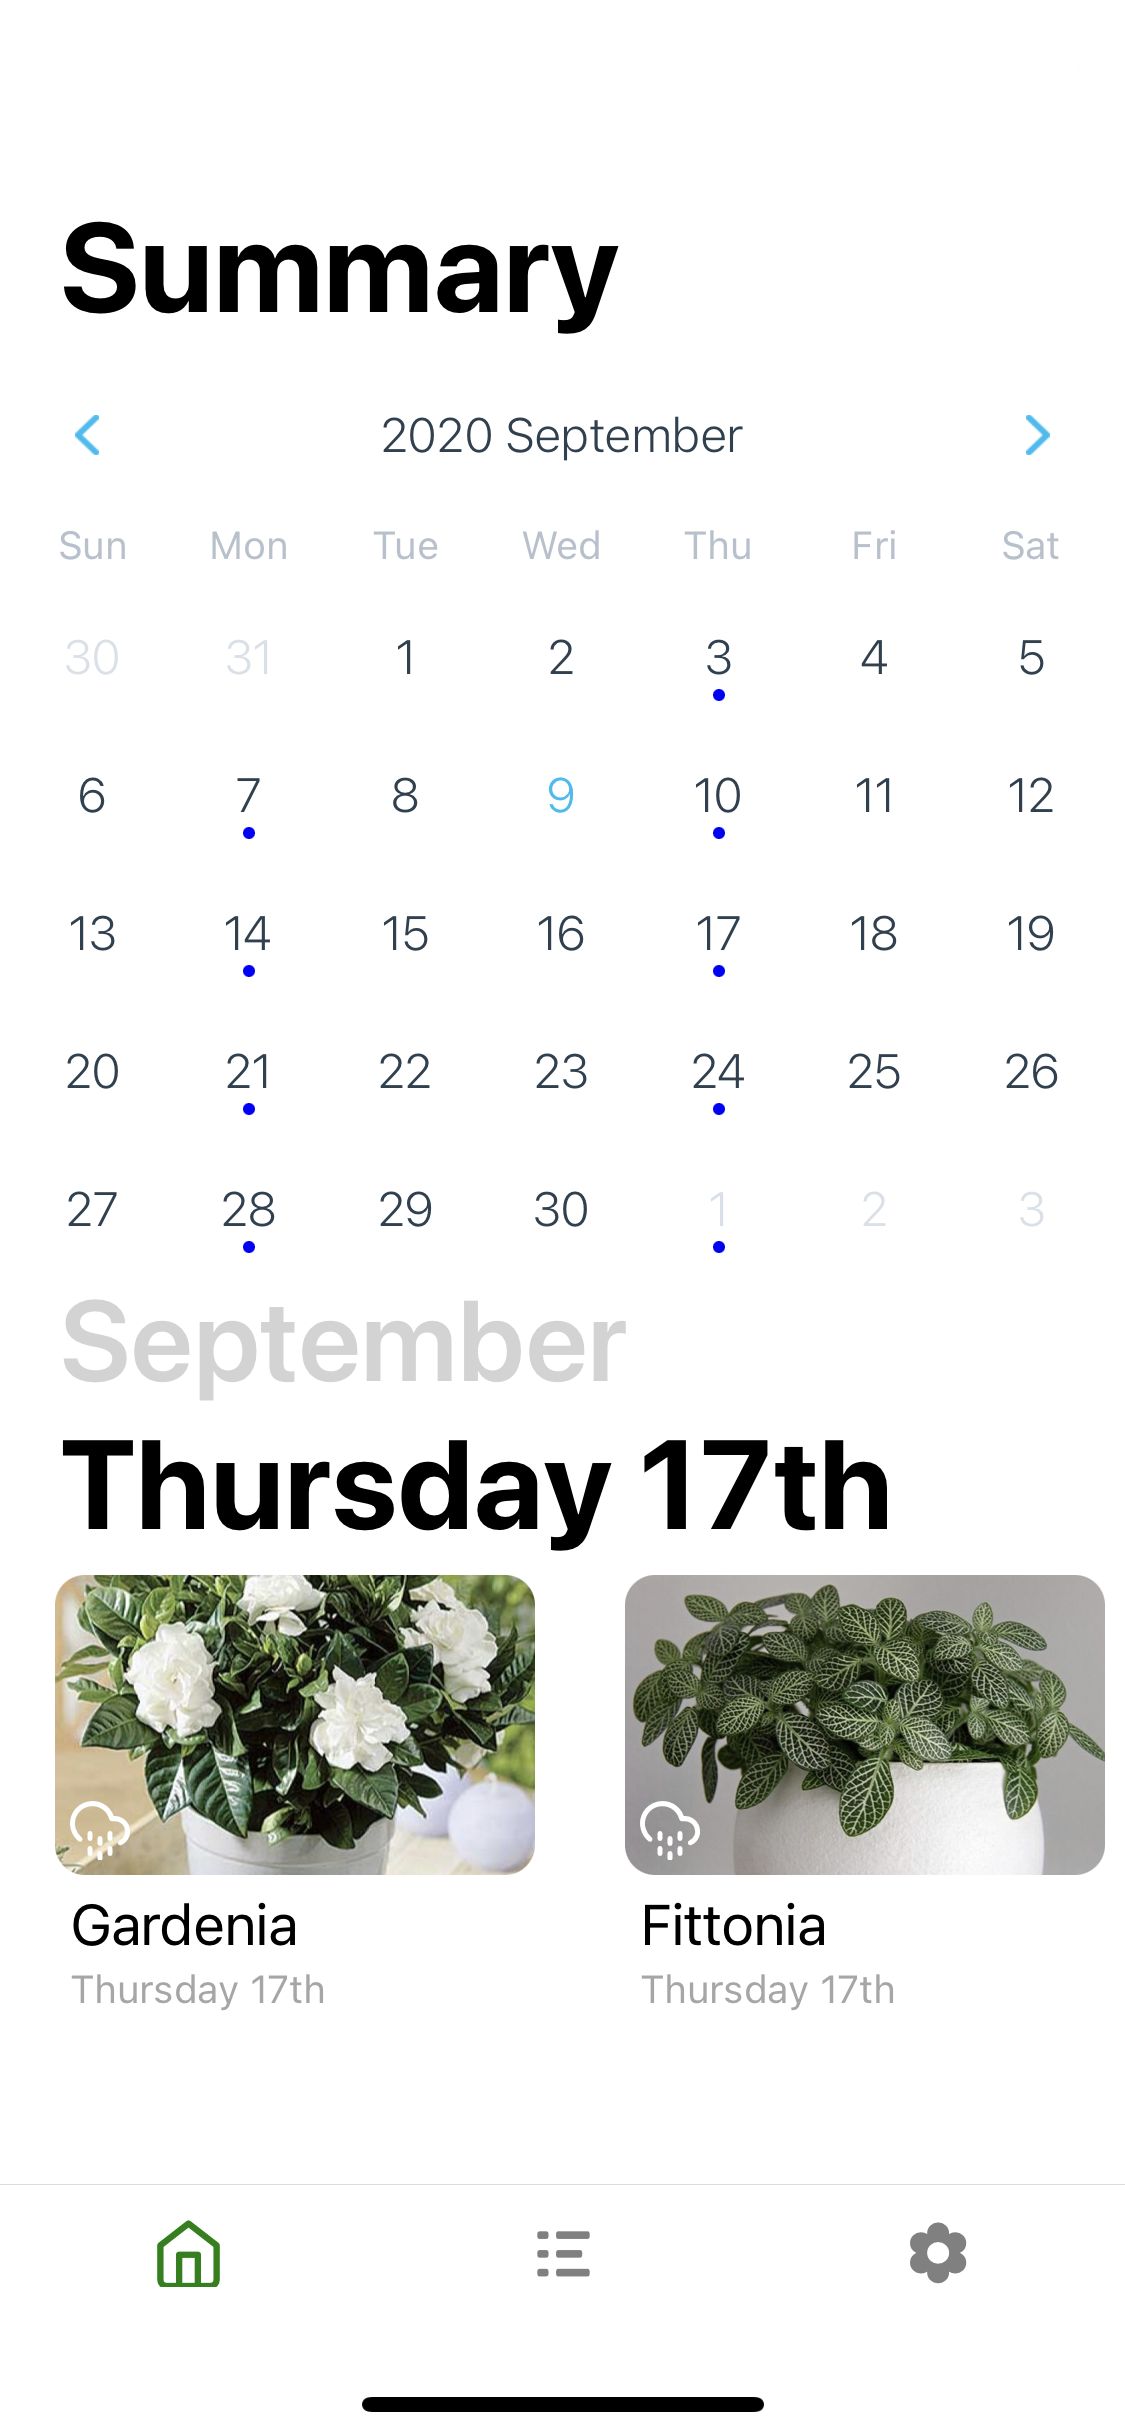 Summary
2020 September
Sun Mon Tue Wed Thu Fri Sat
30 31 1 2 3 4 5
6 7 8 9 10 11 12
13 14 15 16 17 18 19
20 21 22 23 24 25 26
27 28 29 30 1 2 3
September
Thursday 17th
Gardenia
Thursday 17th
Fittonia
Thursday 17th